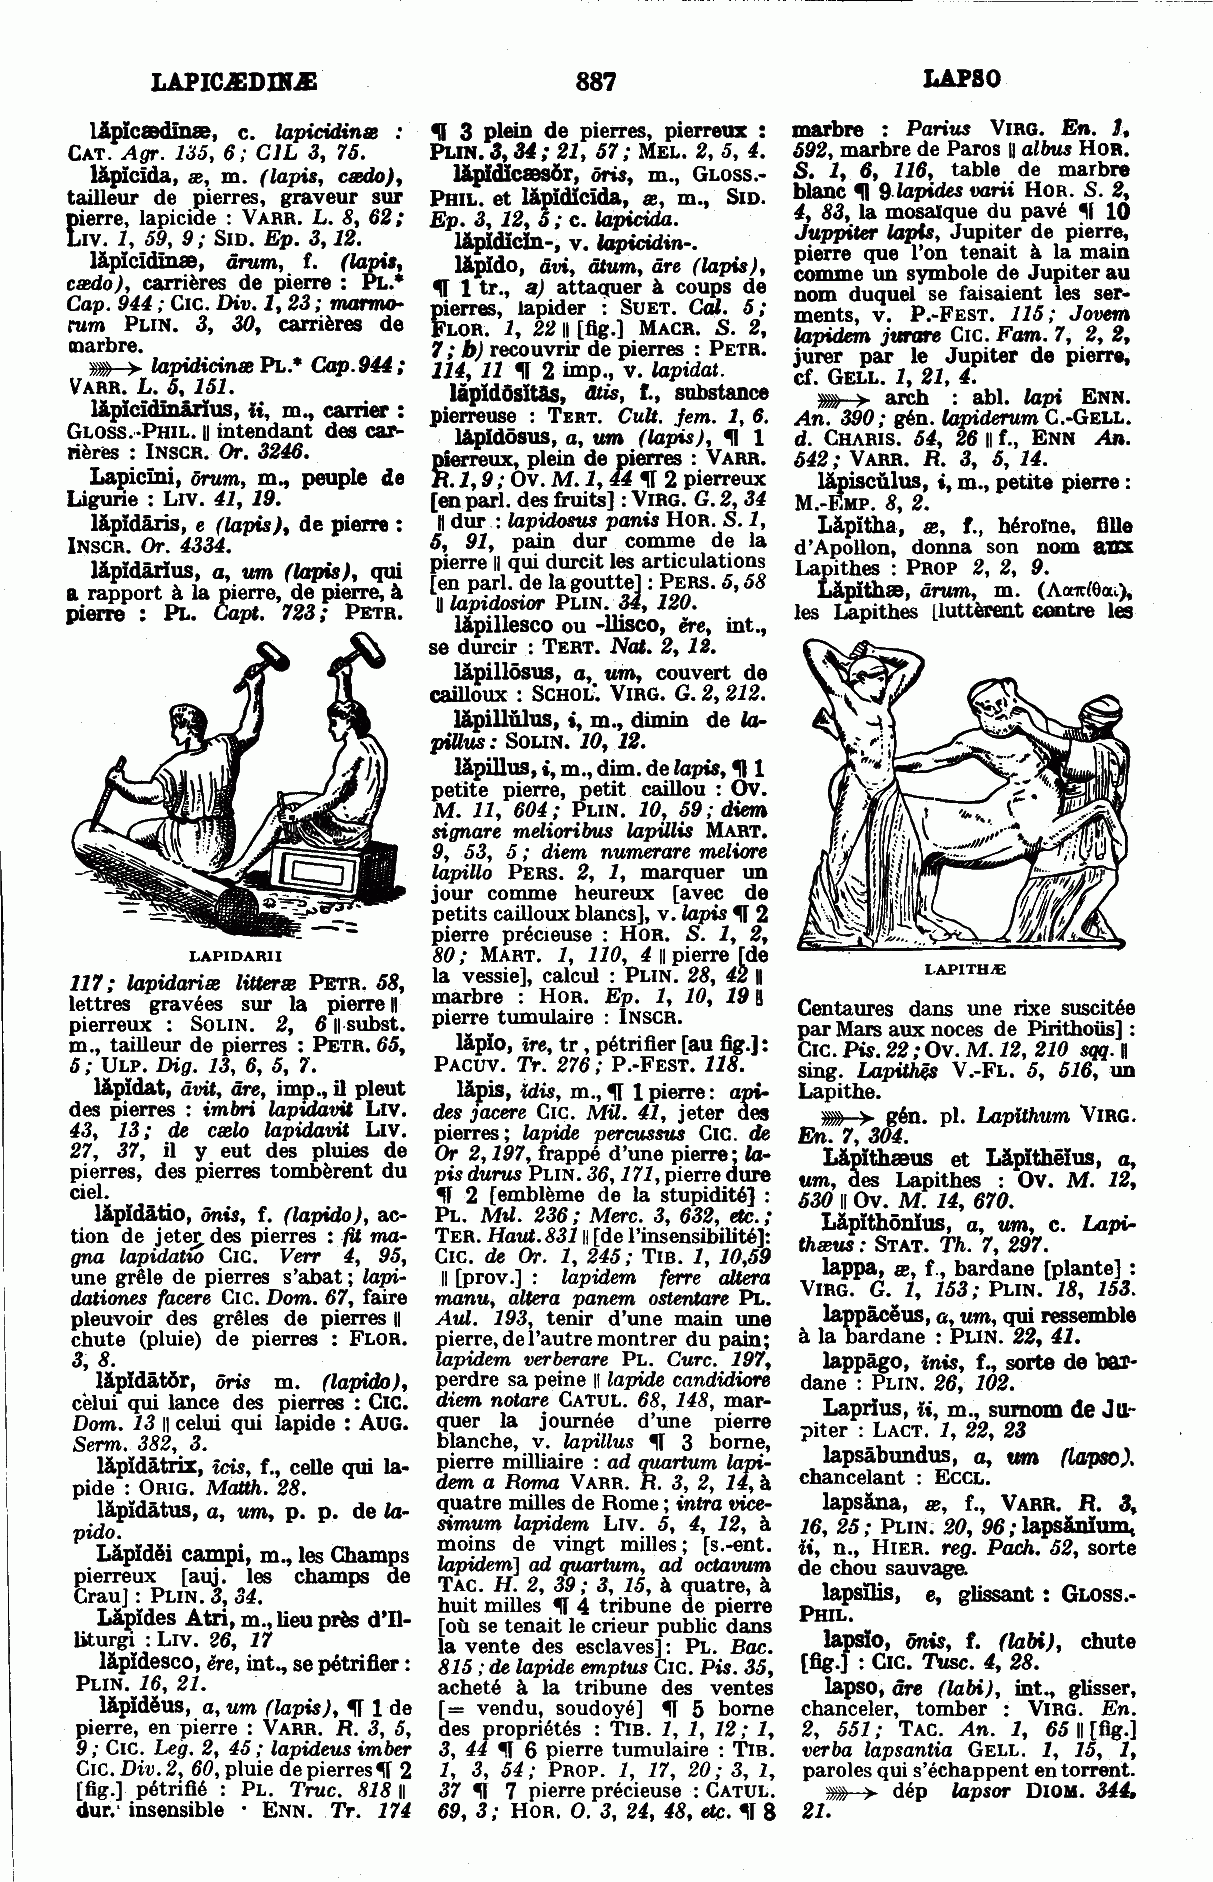 LAPICÆDINÆ 887 LAPSO
lăpĭcædīnæ, c. lapicidinæ :
CAT. Agr. 135, 6; CIL 3, 75.
lăpĭcīda, æ, m. (lapis, cædo),
tailleur de pierres, graveur sur
pierre, lapicide : VARR. L. 8, 62;
LIV. 1, 59, 9; SID. Ep. 3, 12.
lăpĭcīdīnæ, ārum, f. (lapis,
cædo), carrières de pierre : PL.*
Cap. 944; CIC. Div. 1, 23; marmo-
rum PLIN. 3, 30, carrières de
marbre.
⟫⟶ lapidicinæ PL.* Cap. 944;
VARR. L. 5, 151.
lăpĭcīdīnārĭus, ĭi, m., carrier :
GLOSS.-PHIL. || intendant des car-
rières : INSCR. Or. 3246.
Lapicīni, ōrum, m., peuple de
Ligurie : LIV. 41, 19.
lăpĭdāris, e (lapis), de pierre :
INSCR. Or. 4334.
lăpĭdārĭus, a, um (lapis), qui
a rapport à la pierre, de pierre, à
pierre : PL. Capt. 723; PETR.
LAPIDARII
117; lapidariæ litteræ PETR. 58,
lettres gravées sur la pierre ||
pierreux : SOLIN. 2, 6 || subst.
m., tailleur de pierres : PETR. 65,
5; ULP. Dig. 13, 6, 5, 7.
lăpĭdat, āvit, āre, imp., il pleut
des pierres : imbri lapidavit LIV.
43, 13; de cælo lapidavit LIV.
27, 37, il y eut des pluies de
pierres, des pierres tombèrent du
ciel.
lăpĭdātio, ōnis, f. (lapido), ac-
tion de jeter des pierres : fit ma-
gna lapidatio CIC. Verr 4, 95,
une grêle de pierres s'abat; lapi-
dationes facere CIC. Dom. 67, faire
pleuvoir des grêles de pierres ||
chute (pluie) de pierres : FLOR.
3, 8.
lăpĭdātŏr, ōris m. (lapido),
celui qui lance des pierres : CIC.
Dom. 13 || celui qui lapide : AUG.
Serm. 382, 3.
lăpĭdātrix, īcis, f., celle qui la-
pide : ORIG. Matth. 28.
lăpĭdātus, a, um, p. p. de la-
pido.
Lăpĭdĕi campi, m., les Champs
pierreux [auj. les champs de
Crau] : PLIN. 3, 34.
Lăpĭdes Atri, m., lieu près d'Il-
liturgi : LIV. 26, 17
lăpĭdesco, ĕre, int., se pétrifier :
PLIN. 16, 21.
lăpĭdĕus, a, um (lapis), ¶ 1 de
pierre, en pierre : VARR. R. 3, 5,
9; CIC. Leg. 2, 45; lapideus imber
CIC. Div. 2, 60, pluie de pierres ¶ 2
[fig.] pétrifié : PL. Truc. 818 ||
dur, insensible · ENN. Tr. 174
¶ 3 plein de pierres, pierreux :
PLIN. 3, 34; 21, 57; MEL. 2, 5, 4.
lăpĭdĭcæsŏr, ōris, m., GLOSS.-
PHIL. et lăpĭdĭcīda, æ, m., SID.
Ep. 3, 12, 5; c. lapicida.
lăpĭdĭcīn-, v. lapicidin-.
lăpĭdo, āvi, ātum, āre (lapis),
¶ 1 tr., a) attaquer à coups de
pierres, lapider : SUET. Cal. 5;
FLOR. 1, 22 || [fig.] MACR. S. 2,
7; b) recouvrir de pierres : PETR.
114, 11 ¶ 2 imp., v. lapidat.
lăpĭdōsĭtās, ātis, f., substance
pierreuse : TERT. Cult. fem. 1, 6.
lăpĭdōsus, a, um (lapis), ¶ 1
pierreux, plein de pierres : VARR.
R. 1, 9; OV. M. 1, 44 ¶ 2 pierreux
[en parl. des fruits] : VIRG. G. 2, 34
|| dur : lapidosus panis HOR. S. 1,
5, 91, pain dur comme de la
pierre || qui durcit les articulations
[en parl. de la goutte] : PERS. 5, 58
|| lapidosior PLIN. 34, 120.
lăpillesco ou -llisco, ĕre, int.,
se durcir : TERT. Nat. 2, 12.
lăpillōsus, a, um, couvert de
cailloux : SCHOL. VIRG. G. 2, 212.
lăpillŭlus, i, m., dimin de la-
pillus : SOLIN. 10, 12.
lăpillus, i, m., dim. de lapis, ¶ 1
petite pierre, petit caillou : OV.
M. 11, 604; PLIN. 10, 59; diem
signare melioribus lapillis MART.
9, 53, 5; diem numerare meliore
lapillo PERS. 2, 1, marquer un
jour comme heureux [avec de
petits cailloux blancs], v. lapis ¶ 2
pierre précieuse : HOR. S. 1, 2,
80; MART. 1, 110, 4 || pierre [de
la vessie], calcul : PLIN. 28, 42 ||
marbre : HOR. Ep. 1, 10, 19 ||
pierre tumulaire : INSCR.
lăpĭo, īre, tr, pétrifier [au fig.] :
PACUV. Tr. 276; P.-FEST. 118.
lăpis, ĭdis, m., ¶ 1 pierre : api-
des jacere CIC. Mil. 41, jeter des
pierres; lapide percussus CIC. de
Or 2, 197, frappé d'une pierre; la-
pis durus PLIN. 36, 171, pierre dure
¶ 2 [emblème de la stupidité] :
PL. Mil. 236; Merc. 3, 632, etc.;
TER. Haut. 831 || [de l'insensibilité]:
CIC. de Or. 1, 245; TIB. 1, 10, 59
|| [prov.] : lapidem ferre altera
manu, altera panem ostentare PL.
Aul. 193, tenir d'une main une
pierre, de l'autre montrer du pain;
lapidem verberare PL. Curc. 197,
perdre sa peine || lapide candidiore
diem notare CATUL. 68, 148, mar-
quer la journée d'une pierre
blanche, v. lapillus ¶ 3 borne,
pierre milliaire : ad quartum lapi-
dem a Roma VARR. R. 3, 2, 14, à
quatre milles de Rome; intra vice-
simum lapidem LIV. 5, 4, 12, à
moins de vingt milles; [s.-ent.
lapidem] ad quartum, ad octavum
TAC. H. 2, 39; 3, 15, à quatre, à
huit milles ¶ 4 tribune de pierre
[où se tenait le crieur public dans
la vente des esclaves] : PL. Bac.
815; de lapide emptus CIC. Pis. 35,
acheté à la tribune des ventes
[= vendu, soudoyé] ¶ 5 borne
des propriétés : TIB. 1, 1, 12; 1,
3, 44 ¶ 6 pierre tumulaire : TIB.
1, 3, 54; PROP. 1, 17, 20; 3, 1,
37 ¶ 7 pierre précieuse : CATUL.
69, 3; HOR. O. 3, 24, 48, etc. ¶ 8
marbre : Parius VIRG. En. 1,
592, marbre de Paros || albus HOR.
S. 1, 6, 116, table de marbre
blanc ¶ 9 lapides varii HOR. S. 2,
4, 83, la mosaïque du pavé ¶ 10
Juppiter lapis, Jupiter de pierre,
pierre que l'on tenait à la main
comme un symbole de Jupiter au
nom duquel se faisaient les ser-
ments, v. P.-FEST. 115; Jovem
lapidem jurare CIC. Fam. 7, 2, 2,
jurer par le Jupiter de pierre,
cf. GELL. 1, 21, 4.
⟫⟶ arch : abl. lapi ENN.
An. 390; gén. lapiderum C.-GELL.
d. CHARIS. 54, 26 || f., ENN An.
542; VARR. R. 3, 5, 14.
lăpiscŭlus, i, m., petite pierre :
M.-EMP. 8, 2.
Lăpĭtha, æ, f., héroïne, fille
d'Apollon, donna son nom aux
Lapithes : PROP 2, 2, 9.
Lăpĭthæ, ārum, m. (Λαπίθαι),
les Lapithes [luttèrent contre les
LAPITHÆ
Centaures dans une rixe suscitée
par Mars aux noces de Pirithoüs] :
CIC. Pis. 22; OV. M. 12, 210 sqq. ||
sing. Lapithēs V.-FL. 5, 516, un
Lapithe.
⟫⟶ gén. pl. Lapĭthum VIRG.
En. 7, 304.
Lăpĭthæus et Lăpĭthēĭus, a,
um, des Lapithes : OV. M. 12,
530 || OV. M. 14, 670.
Lăpĭthōnĭus, a, um, c. Lapi-
thæus : STAT. Th. 7, 297.
lappa, æ, f., bardane [plante] :
VIRG. G. 1, 153; PLIN. 18, 153.
lappācĕus, a, um, qui ressemble
à la bardane : PLIN. 22, 41.
lappāgo, ĭnis, f., sorte de bar-
dane : PLIN. 26, 102.
Laprĭus, ĭi, m., surnom de Ju-
piter : LACT. 1, 22, 23
lapsābundus, a, um (lapso),
chancelant : ECCL.
lapsăna, æ, f., VARR. R. 3,
16, 25; PLIN. 20, 96; lapsănĭum,
ĭi, n., HIER. reg. Pach. 52, sorte
de chou sauvage.
lapsĭlis, e, glissant : GLOSS.-
PHIL.
lapsĭo, ōnis, f. (labi), chute
[fig.] : CIC. Tusc. 4, 28.
lapso, āre (labi), int., glisser,
chanceler, tomber : VIRG. En.
2, 551; TAC. An. 1, 65 || [fig.]
verba lapsantia GELL. 1, 15, 1,
paroles qui s'échappent en torrent.
⟫⟶ dép lapsor DIOM. 344,
21.